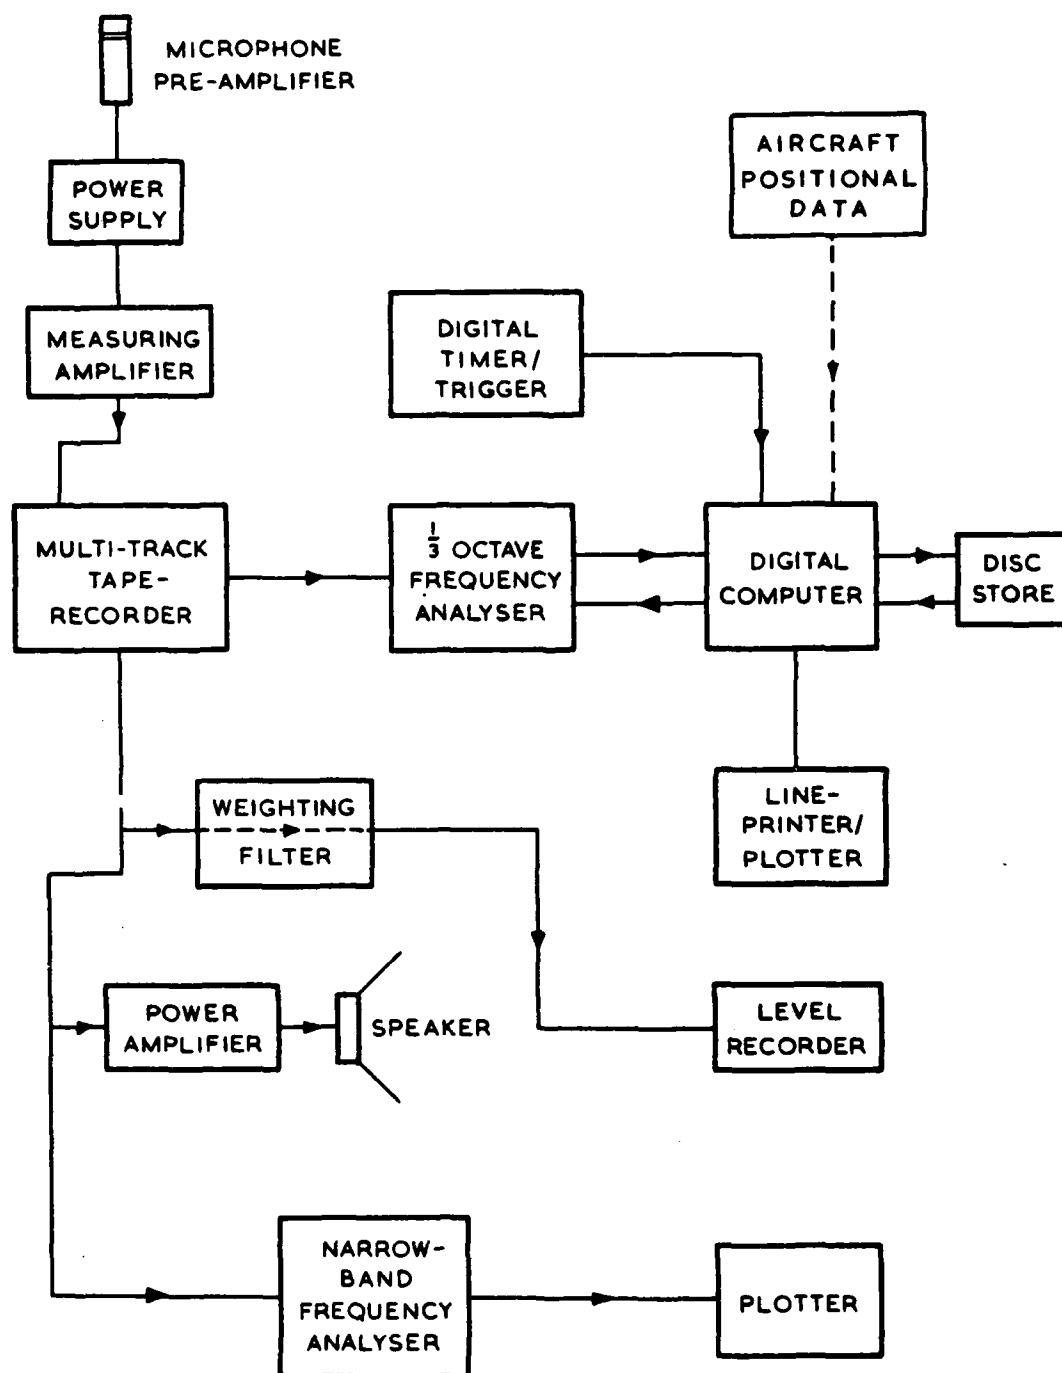 MICROPHONE
PRE-AMPLIFIER
POWER
SUPPLY
AIRCRAFT
POSITIONAL
DATA
MEASURING
AMPLIFIER
DIGITAL
TIMER/
TRIGGER
MULTI-TRACK
TAPE-
RECORDER
1/3 OCTAVE
FREQUENCY
ANALYSER
DIGITAL
COMPUTER
DISC
STORE
WEIGHTING
FILTER
LINE-
PRINTER/
PLOTTER
POWER
AMPLIFIER
SPEAKER
LEVEL
RECORDER
NARROW-
BAND
FREQUENCY
ANALYSER
PLOTTER